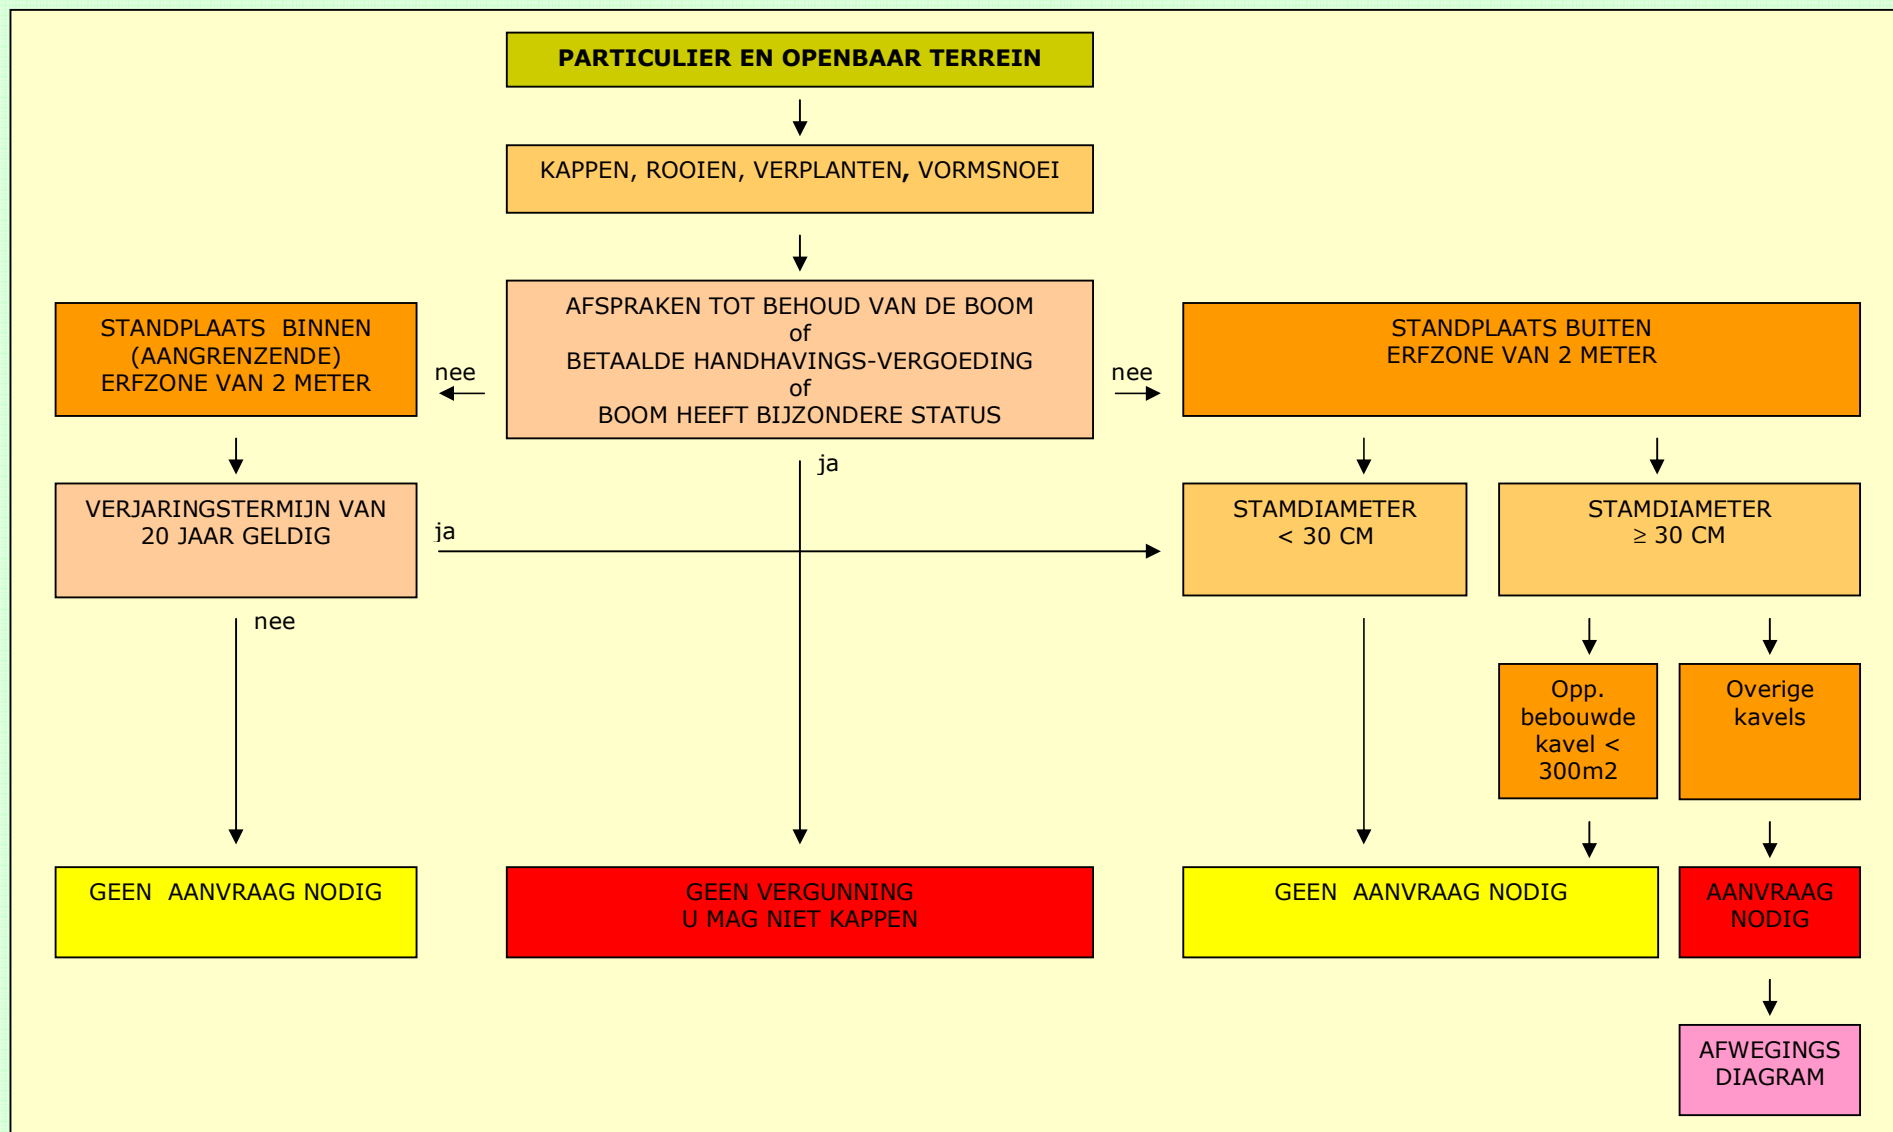 PARTICULIER EN OPENBAAR TERREIN
KAPPEN, ROOIEN, VERPLANTEN, VORMSNOEI
AFSPRAKEN TOT BEHOUD VAN DE BOOM
of
BETAALDE HANDHAVINGS-VERGOEDING
of
BOOM HEEFT BIJZONDERE STATUS
STANDPLAATS BINNEN
(AANGRENZENDE)
ERFZONE VAN 2 METER
nee
nee
STANDPLAATS BUITEN
ERFZONE VAN 2 METER
ja
VERJARINGSTERMIJN VAN
20 JAAR GELDIG
ja
STAMDIAMETER
< 30 CM
STAMDIAMETER
≥ 30 CM
nee
Opp.
bebouwde
kavel <
300m2
Overige
kavels
GEEN AANVRAAG NODIG
GEEN VERGUNNING
U MAG NIET KAPPEN
GEEN AANVRAAG NODIG
AANVRAAG
NODIG
AFWEGINGS
DIAGRAM